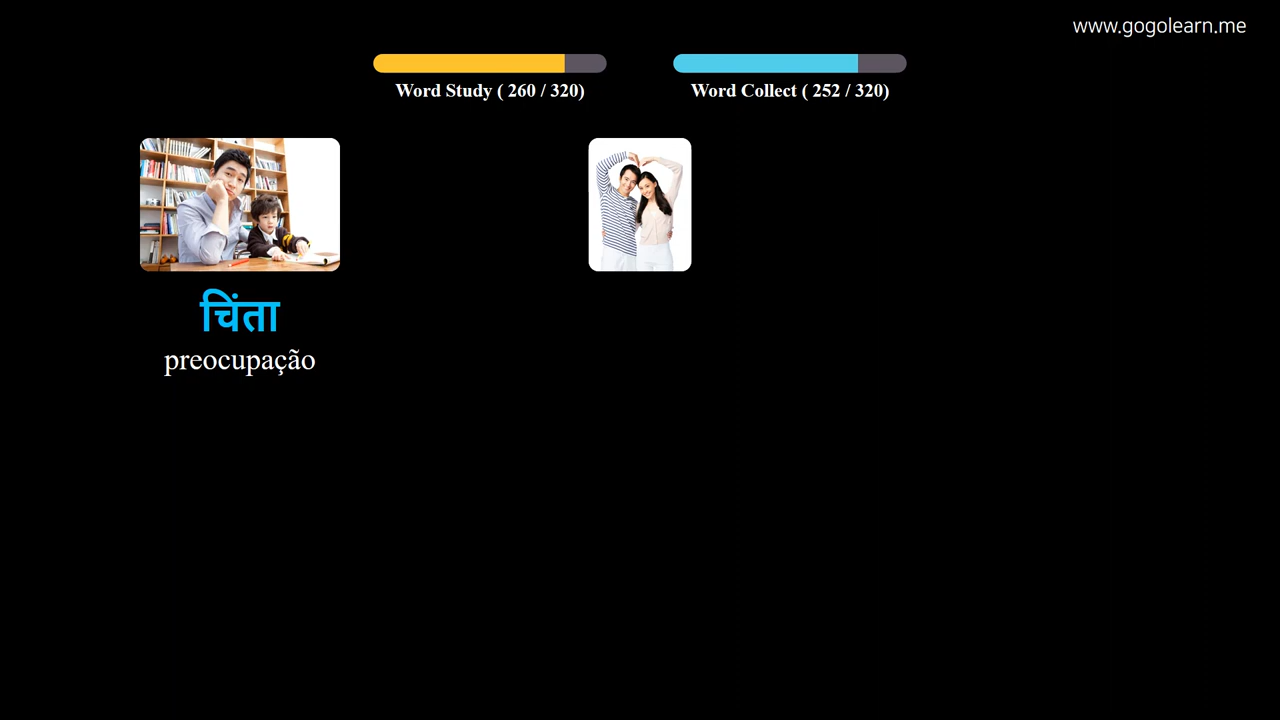 www.gogolearn.me
Word Study ( 260 / 320)
Word Collect ( 252 / 320)
चिंता
preocupação